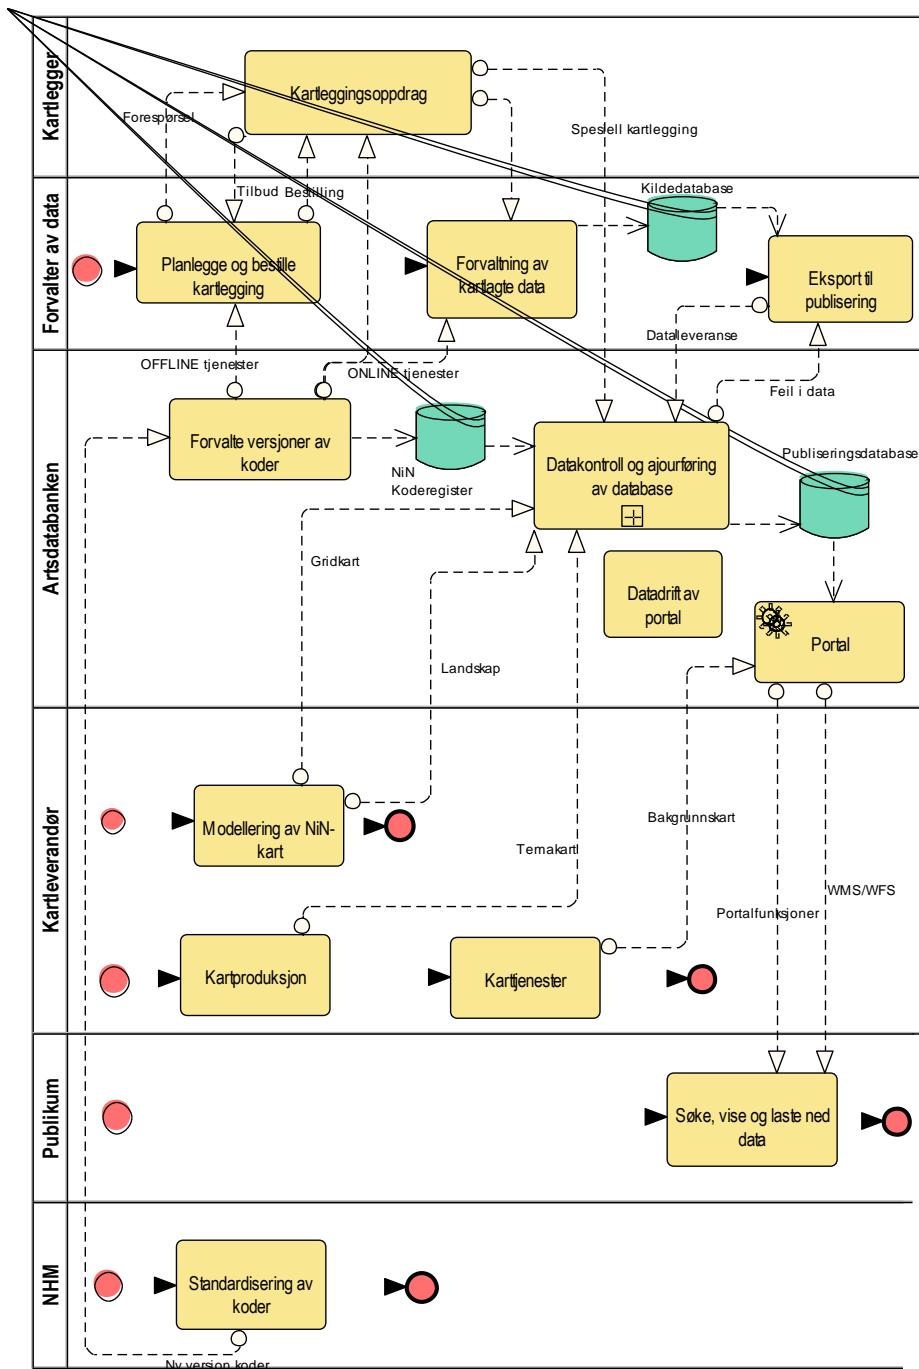 Kartlegger
Kartleggingsoppdrag
Forespørsel
Spesiell kartlegging
Tilbud
Bestilling
Kildedatabase
Forvalter av data
Planlegge og bestille
kartlegging
Forvaltning av
kartlagte data
Eksport til
publisering
Dataleveranse
OFFLINE tjenester
ONLINE tjenester
Feil i data
Artsdatabanken
Forvalte versjoner av
koder
NiN
Koderegister
Datakontroll og ajourføring
av database
Publiseringsdatabase
Gridkart
Datadrift av
portal
Portal
Landskap
Kartleverandør
Modellering av NiN-
kart
Bakgrunnskart
Temakart
WMS/WFS
Portalfunksjoner
Kartproduksjon
Karttjenester
Publikum
Søke, vise og laste ned
data
NHM
Standardisering av
koder
Ny version koder